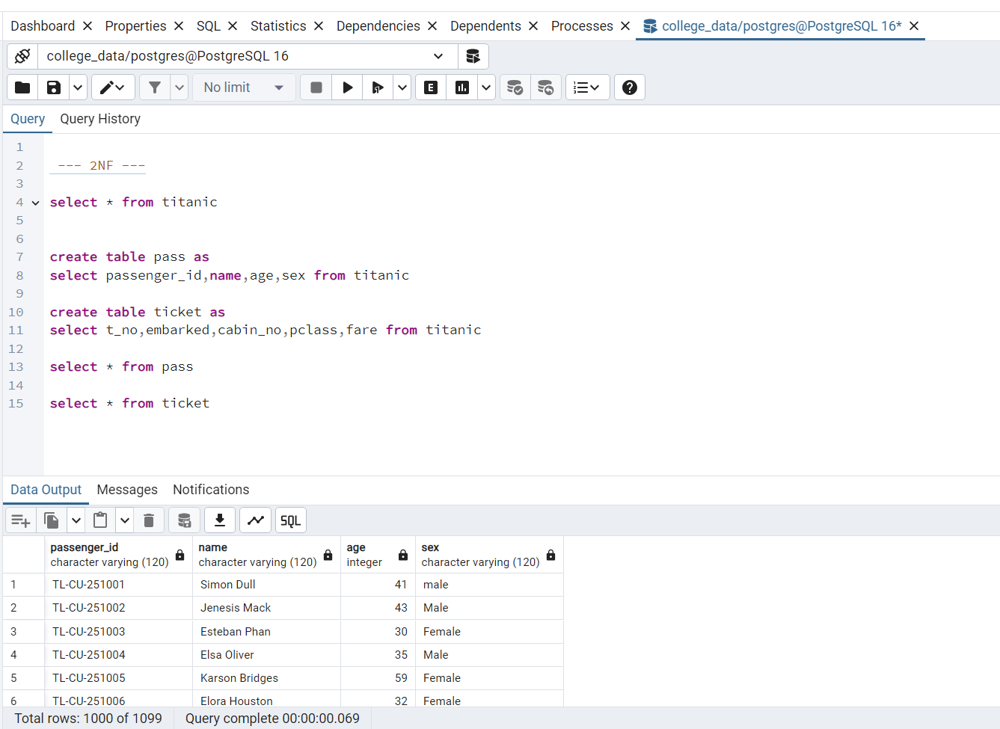 Dashboard Properties SQL Statistics Dependencies Dependents Processes college_data/postgres@PostgreSQL 16*
college_data/postgres@PostgreSQL 16
No limit E
Query Query History
1
2 --- 2NF ---
3
4 select * from titanic
5
6
7 create table pass as
8 select passenger_id,name,age,sex from titanic
9
10 create table ticket as
11 select t_no,embarked,cabin_no,pclass,fare from titanic
12
13 select * from pass
14
15 select * from ticket
Data Output Messages Notifications
SQL
passenger_id name age sex
character varying (120) character varying (120) integer character varying (120)
1 TL-CU-251001 Simon Dull 41 male
2 TL-CU-251002 Jenesis Mack 43 Male
3 TL-CU-251003 Esteban Phan 30 Female
4 TL-CU-251004 Elsa Oliver 35 Male
5 TL-CU-251005 Karson Bridges 59 Female
6 TL-CU-251006 Elora Houston 32 Female
Total rows: 1000 of 1099 Query complete 00:00:00.069